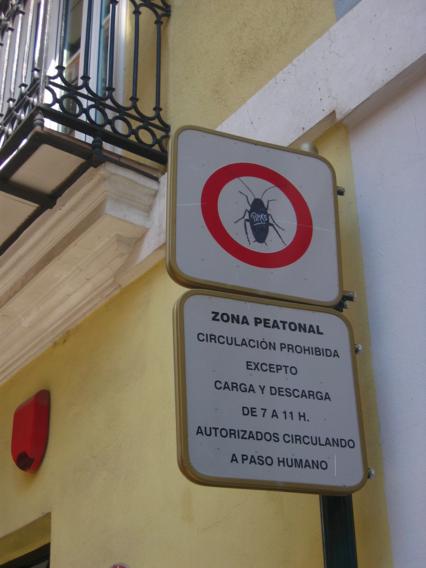 ZONA PEATONAL
CIRCULACIÓN PROHIBIDA
EXCEPTO
CARGA Y DESCARGA
DE 7 A 11 H.
AUTORIZADOS CIRCULANDO
A PASO HUMANO